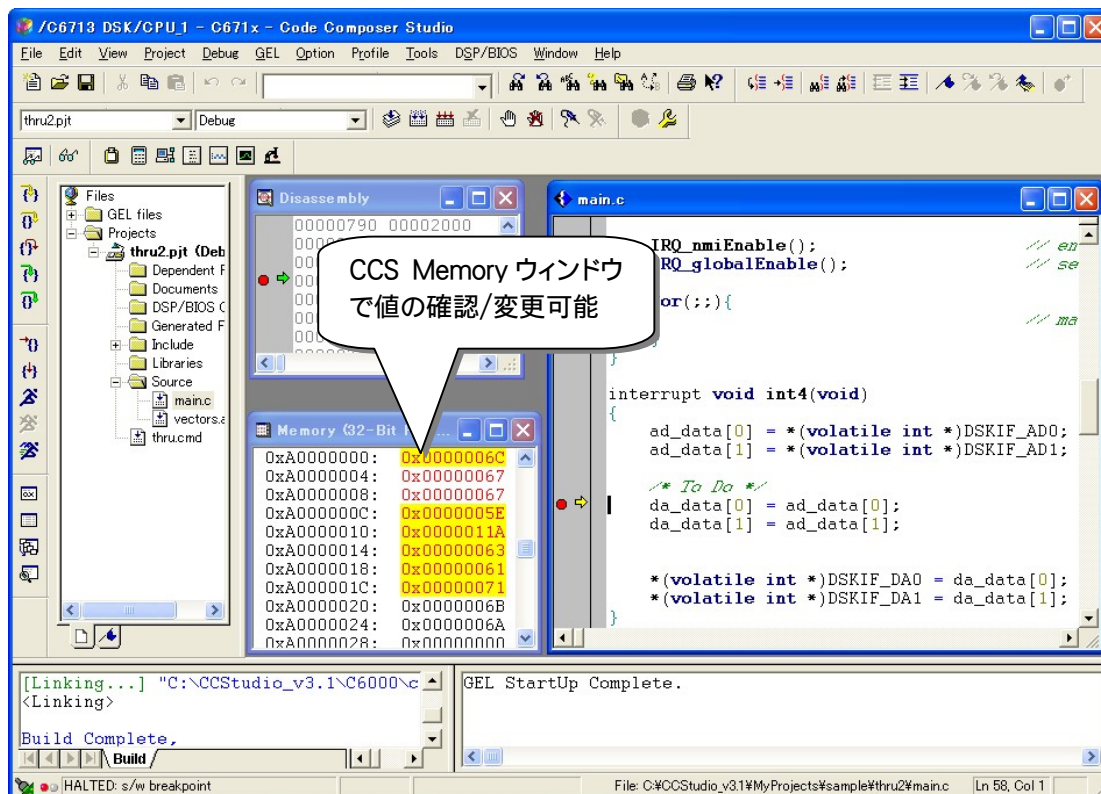 /C6713 DSK/CPU_1 - C671x - Code Composer Studio
File Edit View Project Debug GEL Option Profile Tools DSP/BIOS Window Help
thru2.pjt Debug
Files
GEL files
Projects
thru2.pjt (Deb
Dependent F
Documents
DSP/BIOS C
Generated F
Include
Libraries
Source
main.c
vectors.a
thru.cmd
Disassembly
00000790 00002000
CCS Memory ウィンドウ
で値の確認/変更可能
Memory (32-Bit
0xA0000000: 0x0000006C
0xA0000004: 0x00000067
0xA0000008: 0x00000067
0xA000000C: 0x0000005E
0xA0000010: 0x0000011A
0xA0000014: 0x00000063
0xA0000018: 0x00000061
0xA000001C: 0x00000071
0xA0000020: 0x0000006B
0xA0000024: 0x0000006A
0xA0000028: 0x00000000
main.c
IRQ_nmiEnable(); // en
RQ_globalEnable(); // se
or(;;){
// ma
}
}
interrupt void int4(void)
{
ad_data[0] = *(volatile int *)DSKIF_AD0;
ad_data[1] = *(volatile int *)DSKIF_AD1;
/* To Do */
da_data[0] = ad_data[0];
da_data[1] = ad_data[1];
*(volatile int *)DSKIF_DA0 = da_data[0];
*(volatile int *)DSKIF_DA1 = da_data[1];
}
[Linking...] "C:\CCStudio_v3.1\C6000\c
<Linking>
Build Complete,
Build
GEL StartUp Complete.
HALTED: s/w breakpoint
File: C:¥CCStudio_v3.1¥MyProjects¥sample¥thru2¥main.c
Ln 58, Col 1